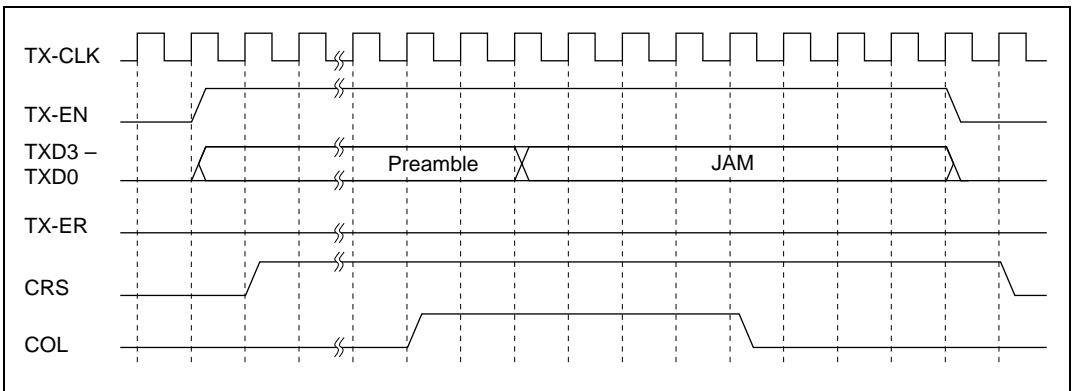 TX-CLK
TX-EN
TXD3 –
TXD0
Preamble
JAM
TX-ER
CRS
COL